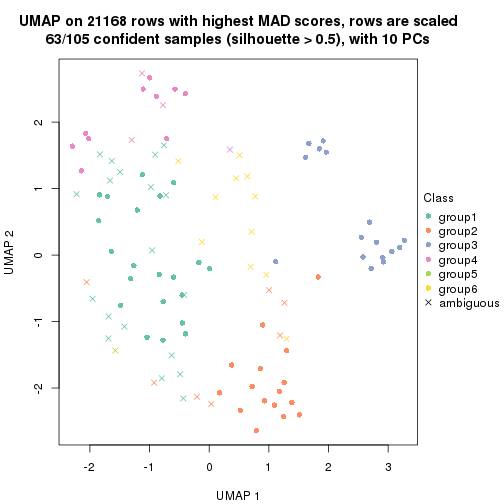 UMAP on 21168 rows with highest MAD scores, rows are scaled
63/105 confident samples (silhouette > 0.5), with 10 PCs
UMAP 2
2
1
0
-1
-2
-2
-1
0
1
2
3
UMAP 1
Class
group1
group2
group3
group4
group5
group6
ambiguous